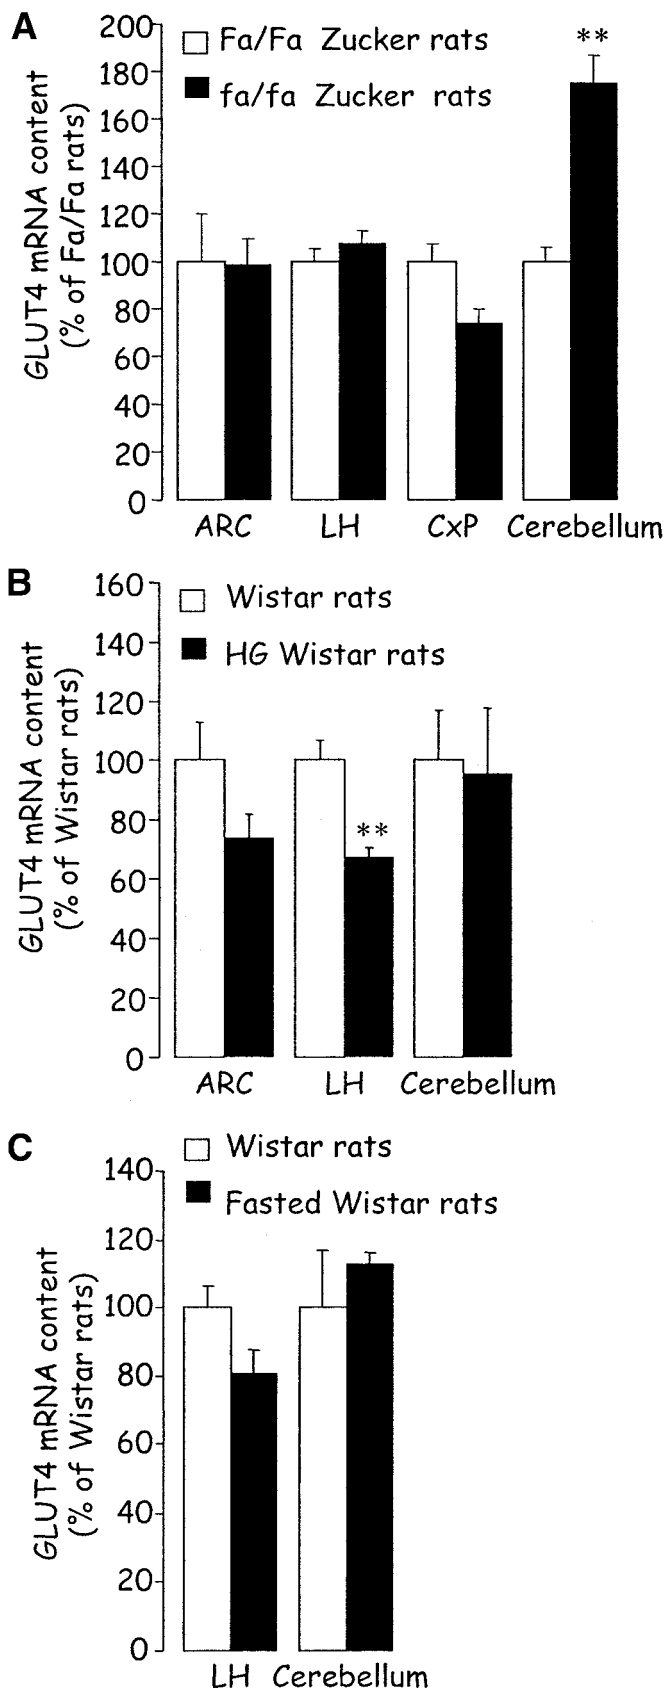 A
GLUT4 mRNA content
(% of Fa/Fa rats)
200
180
160
140
120
100
80
60
40
20
0
Fa/Fa Zucker rats
fa/fa Zucker rats
**
ARC LH CxP Cerebellum
B
GLUT4 mRNA content
(% of Wistar rats)
160
140
120
100
80
60
40
20
0
Wistar rats
HG Wistar rats
**
ARC LH Cerebellum
C
GLUT4 mRNA content
(% of Wistar rats)
140
120
100
80
60
40
20
0
Wistar rats
Fasted Wistar rats
LH Cerebellum